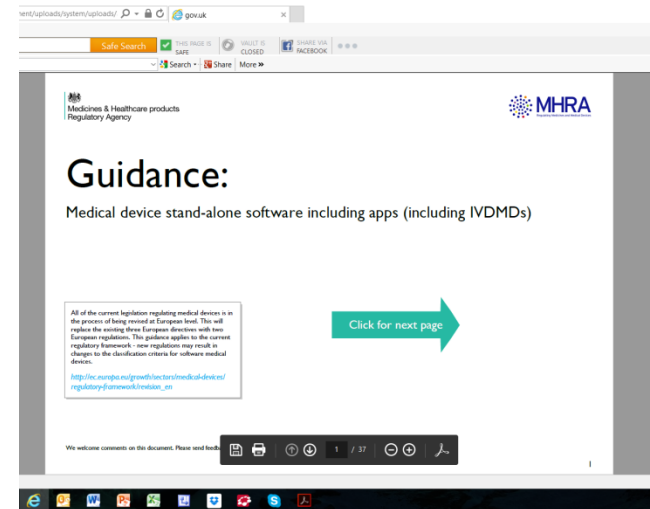 nent/uploads/system/uploads/
gov.uk
Safe Search
THIS PAGE IS
SAFE
VAULT IS
CLOSED
SHARE VIA
FACEBOOK
Search
Share
More »
Medicines & Healthcare products
Regulatory Agency
MHRA
Regulating Medicines and Medical Devices
Guidance:
Medical device stand-alone software including apps (including IVDMDs)
All of the current legislation regulating medical devices is in
the process of being revised at European level. This will
replace the existing three European directives with two
European regulations. This guidance applies to the current
regulatory framework - new regulations may result in
changes to the classification criteria for software medical
devices.
http://ec.europa.eu/growth/sectors/medical-devices/
regulatory-framework/revision_en
Click for next page
We welcome comments on this document. Please send feedb
1 / 37
1